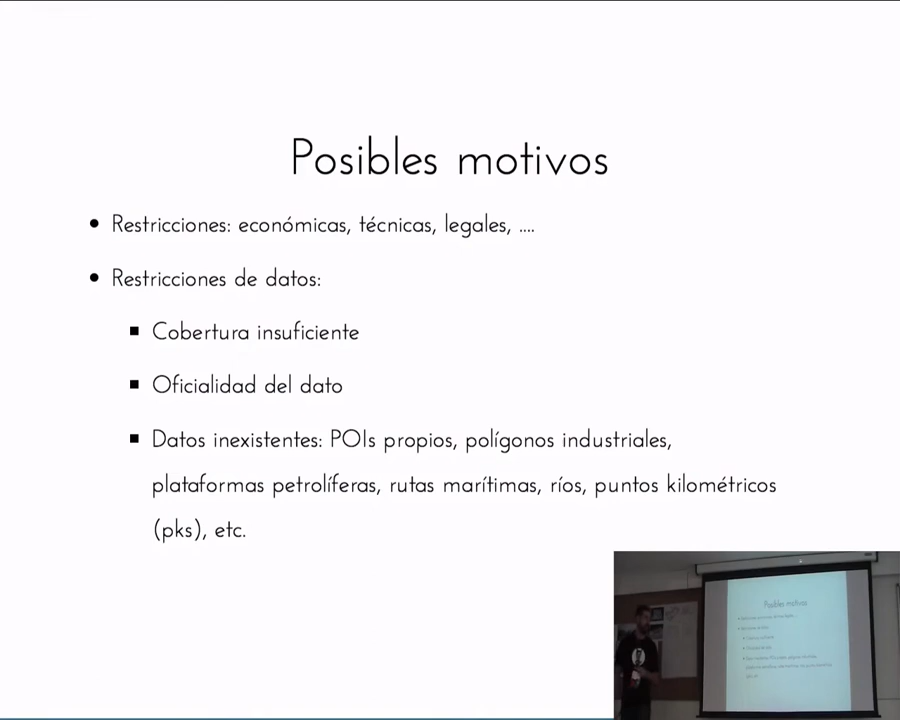 Posibles motivos
• Restricciones: económicas, técnicas, legales, ....
• Restricciones de datos:
▪ Cobertura insuficiente
▪ Oficialidad del dato
▪ Datos inexistentes: POIs propios, polígonos industriales,
plataformas petrolíferas, rutas marítimas, ríos, puntos kilométricos
(pks), etc.
Posibles motivos